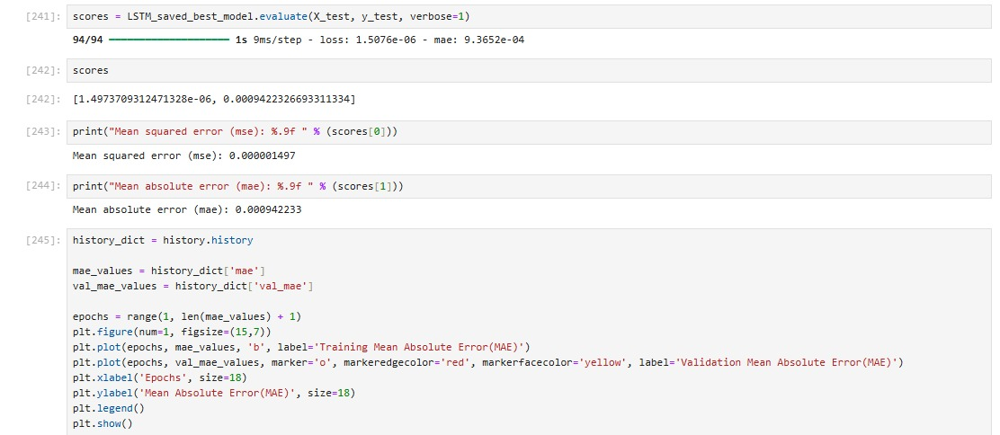 [241]: scores = LSTM_saved_best_model.evaluate(X_test, y_test, verbose=1)
94/94 ━━━━━━━━━━━━━━━━━━━━ 1s 9ms/step - loss: 1.5076e-06 - mae: 9.3652e-04
[242]: scores
[242]: [1.4973709312471328e-06, 0.0009422326693311334]
[243]: print("Mean squared error (mse): %.9f " % (scores[0]))
Mean squared error (mse): 0.000001497
[244]: print("Mean absolute error (mae): %.9f " % (scores[1]))
Mean absolute error (mae): 0.000942233
[245]: history_dict = history.history
mae_values = history_dict['mae']
val_mae_values = history_dict['val_mae']
epochs = range(1, len(mae_values) + 1)
plt.figure(num=1, figsize=(15,7))
plt.plot(epochs, mae_values, 'b', label='Training Mean Absolute Error(MAE)')
plt.plot(epochs, val_mae_values, marker='o', markeredgecolor='red', markerfacecolor='yellow', label='Validation Mean Absolute Error(MAE)')
plt.xlabel('Epochs', size=18)
plt.ylabel('Mean Absolute Error(MAE)', size=18)
plt.legend()
plt.show()